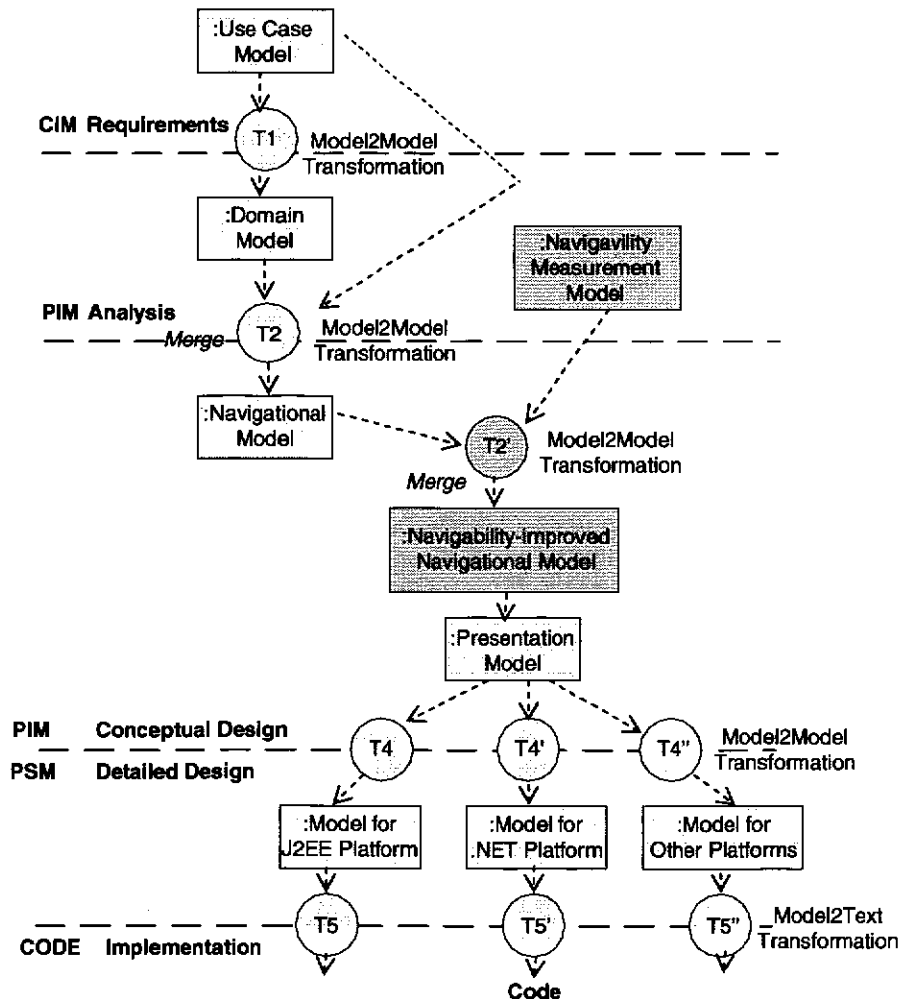 :Use Case
Model
CIM Requirements
T1
Model2Model
Transformation
:Domain
Model
:Navigavility
Measurement
Model
PIM Analysis
Merge
T2
Model2Model
Transformation
:Navigational
Model
T2'
Model2Model
Transformation
Merge
:Navigability-Improved
Navigational Model
:Presentation
Model
PIM Conceptual Design
T4
T4'
T4"
Model2Model
Transformation
PSM Detailed Design
:Model for
J2EE Platform
:Model for
.NET Platform
:Model for
Other Platforms
T5
T5'
T5"
Model2Text
Transformation
CODE Implementation
Code